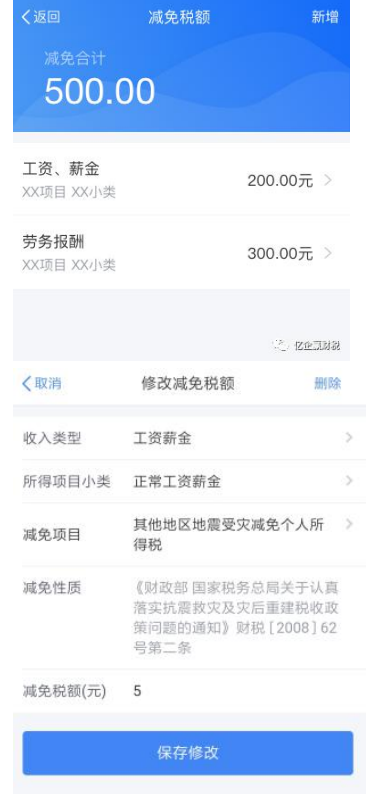 返回 减免税额 新增
减免合计
500.00
工资、薪金
200.00元
XX项目 XX小类
劳务报酬
300.00元
XX项目 XX小类
亿企赢财税
取消 修改减免税额 删除
收入类型 工资薪金
所得项目小类 正常工资薪金
减免项目 其他地区地震受灾减免个人所
得税
减免性质 《财政部 国家税务总局关于认真
落实抗震救灾及灾后重建税收政
策问题的通知》财税 [2008] 62
号第二条
减免税额(元) 5
保存修改